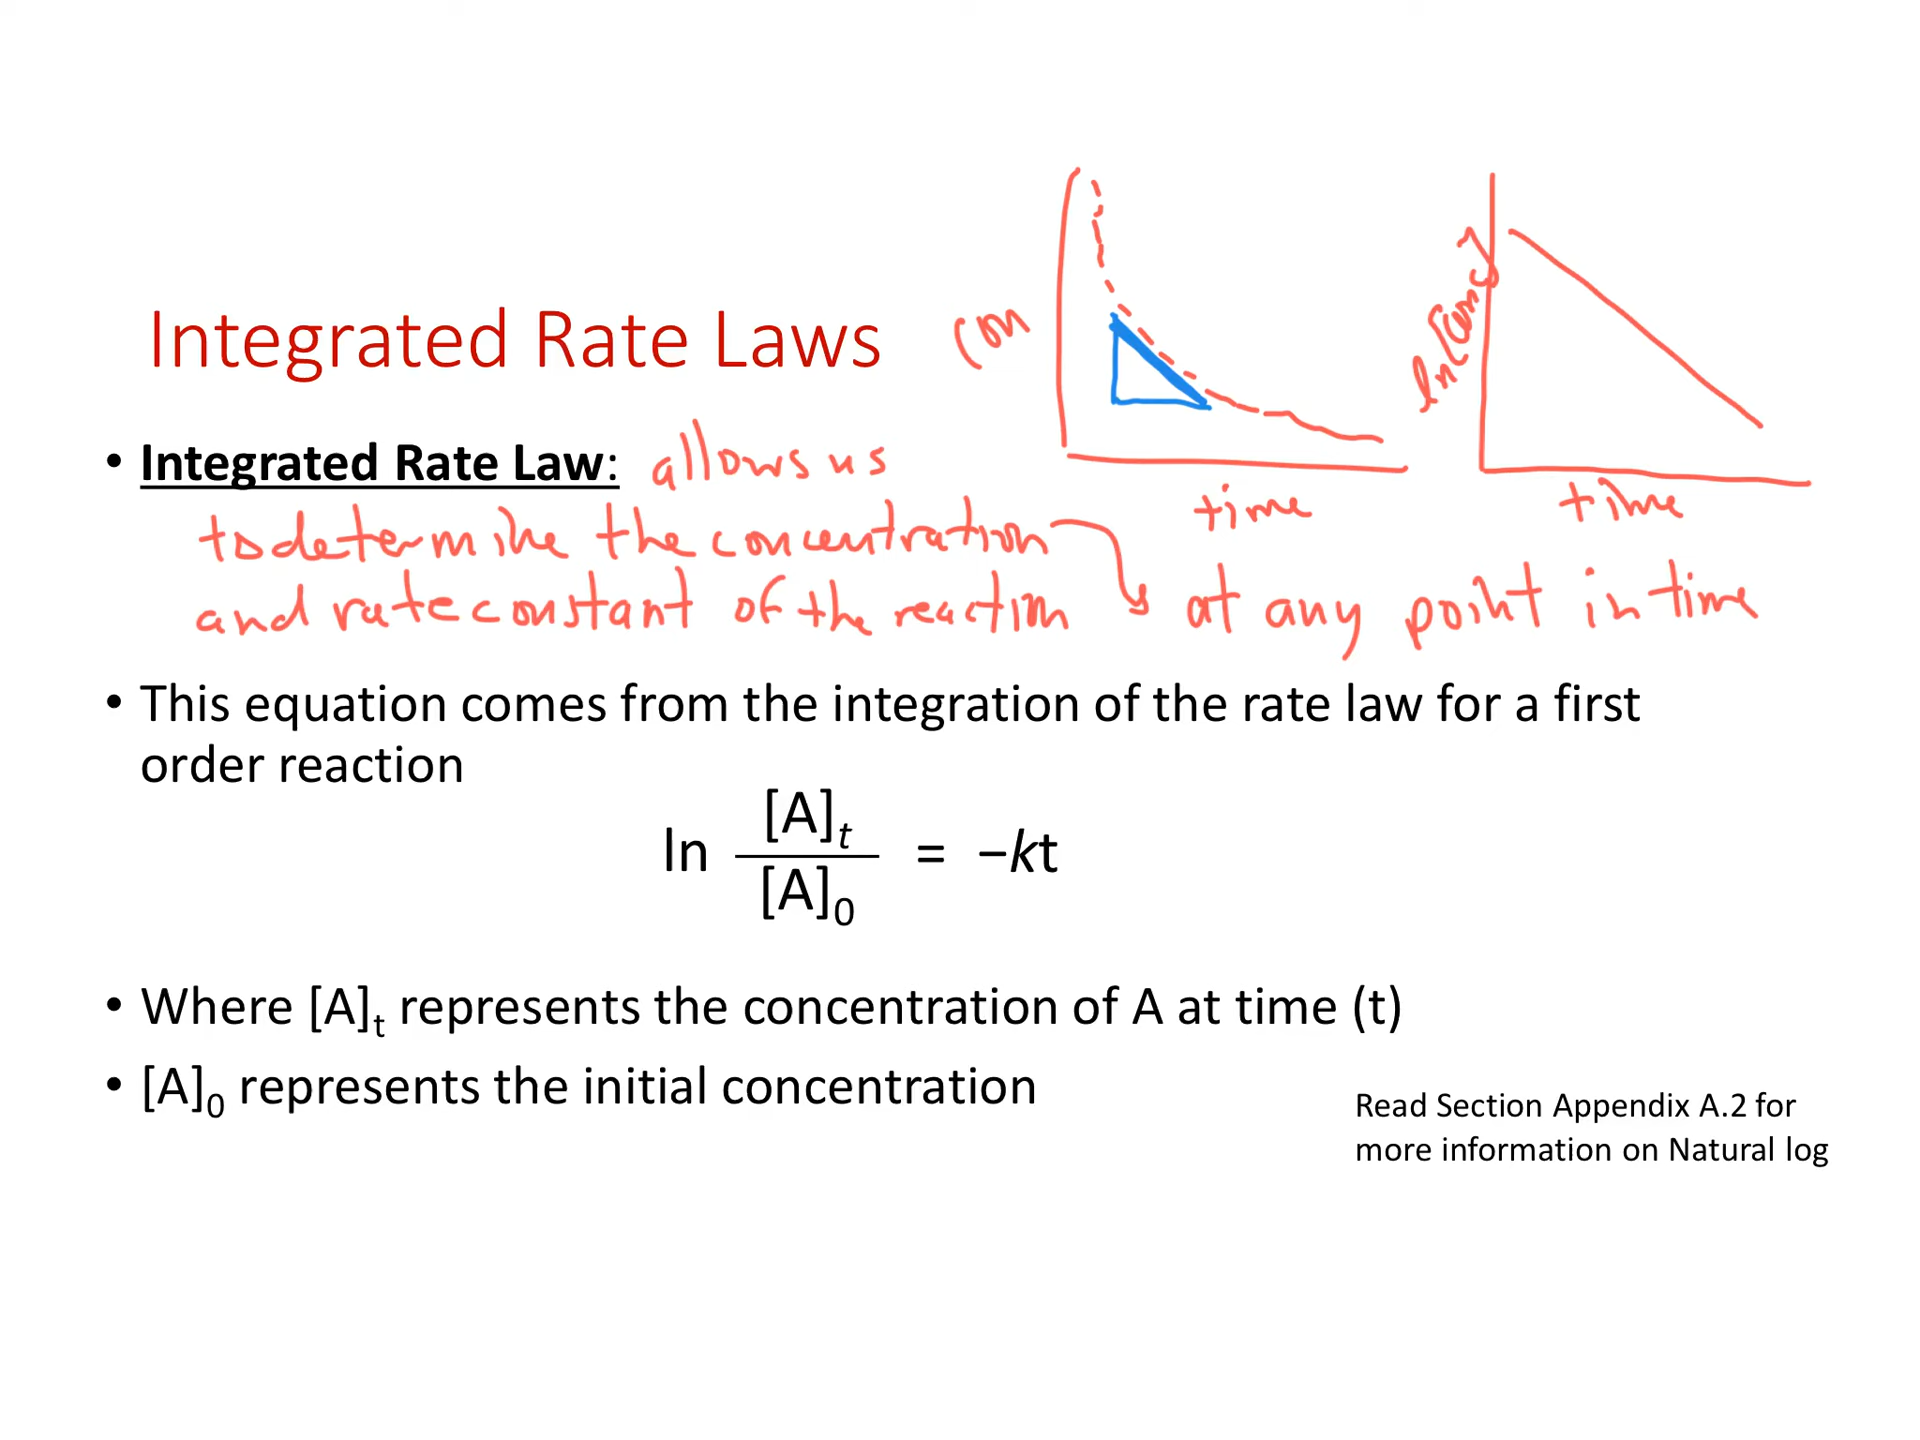 Integrated Rate Laws
con
time
ln[conc]
time
• Integrated Rate Law: allows us
to determine the concentration
and rate constant of the reaction at any point in time
• This equation comes from the integration of the rate law for a first
order reaction
ln [A]t / [A]0 = −kt
• Where [A]t represents the concentration of A at time (t)
• [A]0 represents the initial concentration
Read Section Appendix A.2 for
more information on Natural log